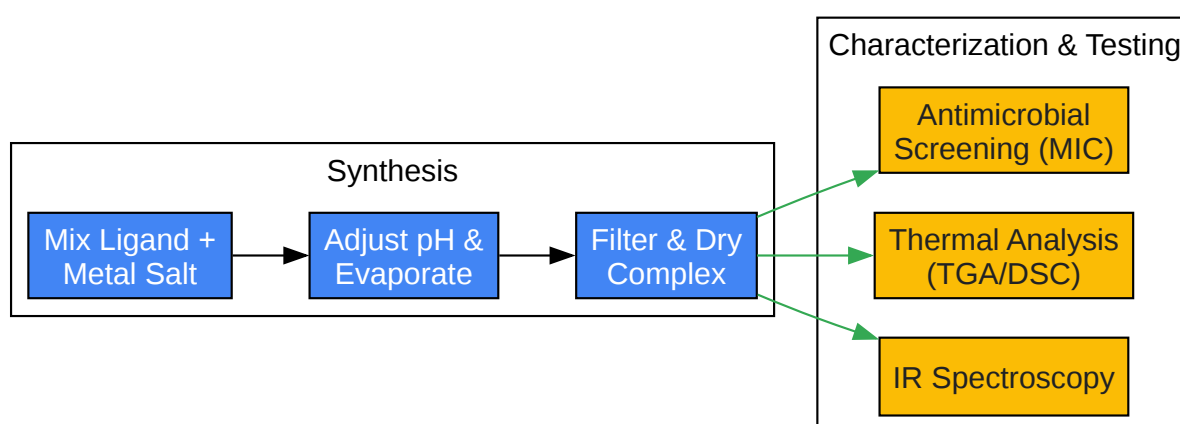 Synthesis
Mix Ligand +
Metal Salt
Adjust pH &
Evaporate
Filter & Dry
Complex
Characterization & Testing
Antimicrobial
Screening (MIC)
Thermal Analysis
(TGA/DSC)
IR Spectroscopy